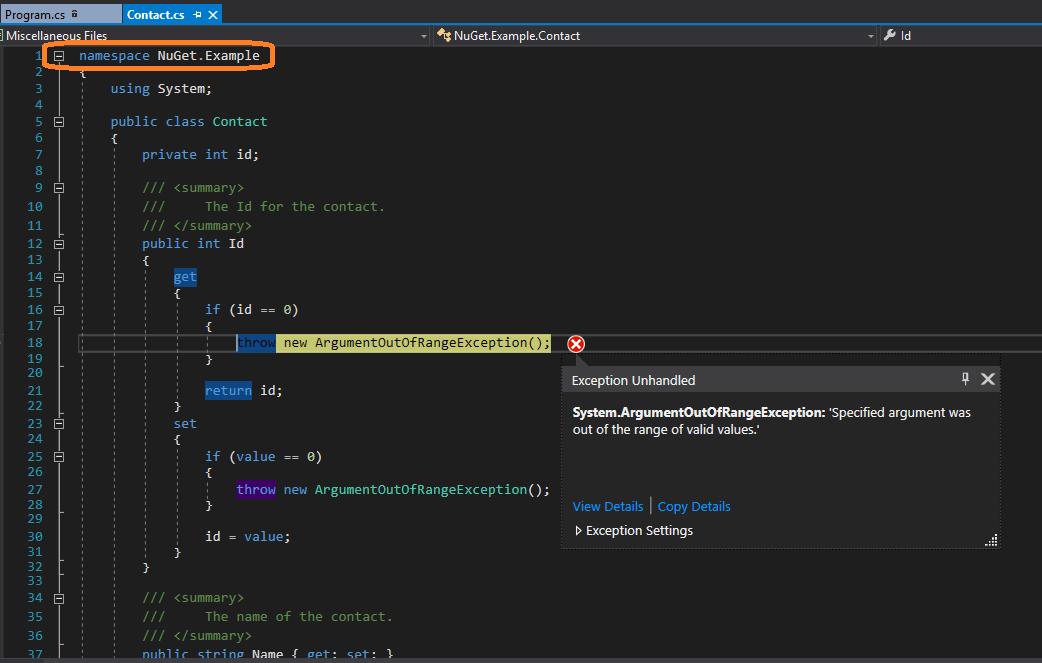 Program.cs
Contact.cs
Miscellaneous Files
NuGet.Example.Contact
Id
1 namespace NuGet.Example
2 {
3 using System;
4
5 public class Contact
6 {
7 private int id;
8
9 /// <summary>
10 /// The Id for the contact.
11 /// </summary>
12 public int Id
13 {
14 get
15 {
16 if (id == 0)
17 {
18 throw new ArgumentOutOfRangeException();
19 }
20
21 return id;
22 }
23 set
24 {
25 if (value == 0)
26 {
27 throw new ArgumentOutOfRangeException();
28 }
29
30 id = value;
31 }
32 }
33
34 /// <summary>
35 /// The name of the contact.
36 /// </summary>
37 public string Name { get; set; }
Exception Unhandled
System.ArgumentOutOfRangeException: 'Specified argument was
out of the range of valid values.'
View Details | Copy Details
Exception Settings